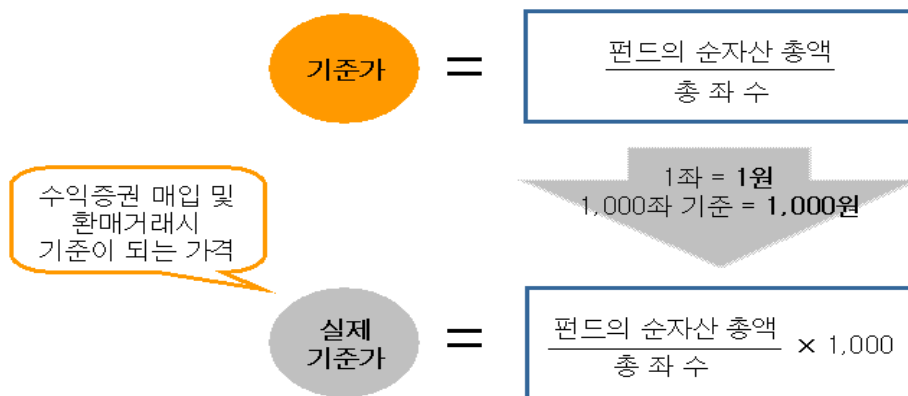 기준가
=
펀드의 순자산 총액
총 좌 수
1좌 = 1원
1,000좌 기준 = 1,000원
수익증권 매입 및
환매거래시
기준이 되는 가격
실제
기준가
=
펀드의 순자산 총액
총 좌 수
× 1,000